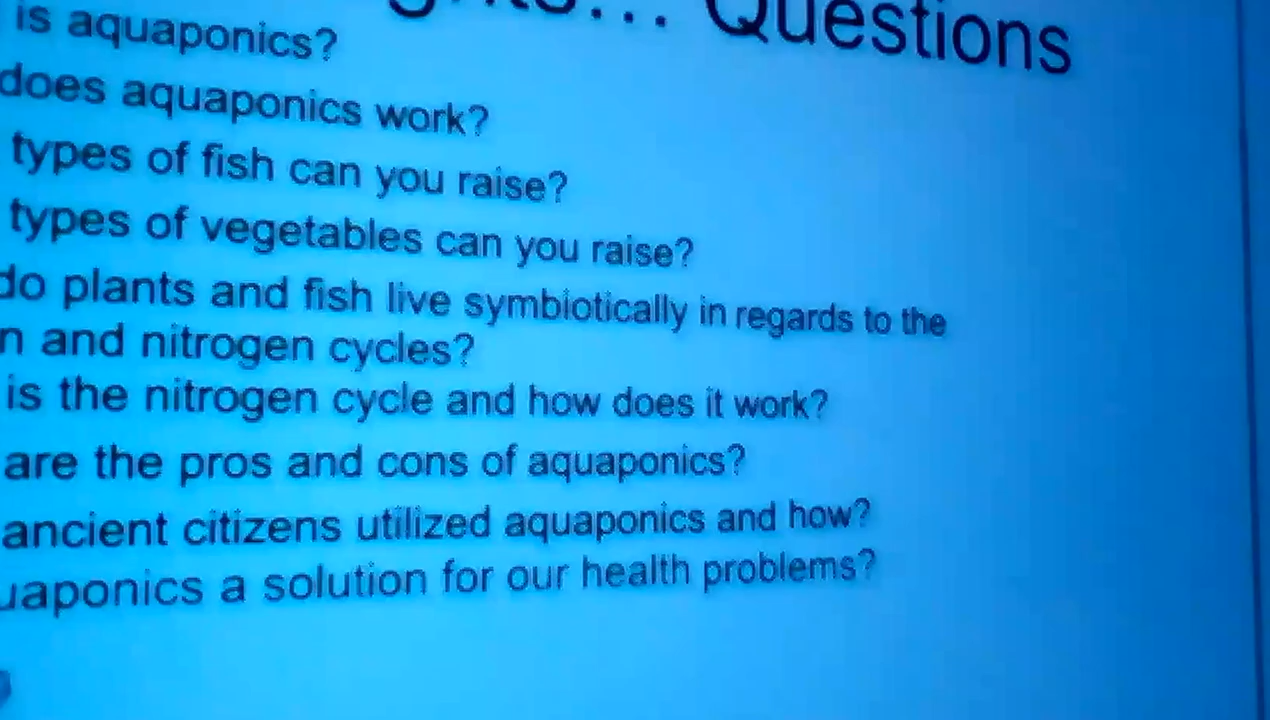 Questions
is aquaponics?
does aquaponics work?
types of fish can you raise?
types of vegetables can you raise?
do plants and fish live symbiotically in regards to the
and nitrogen cycles?
is the nitrogen cycle and how does it work?
are the pros and cons of aquaponics?
ancient citizens utilized aquaponics and how?
a solution for our health problems?